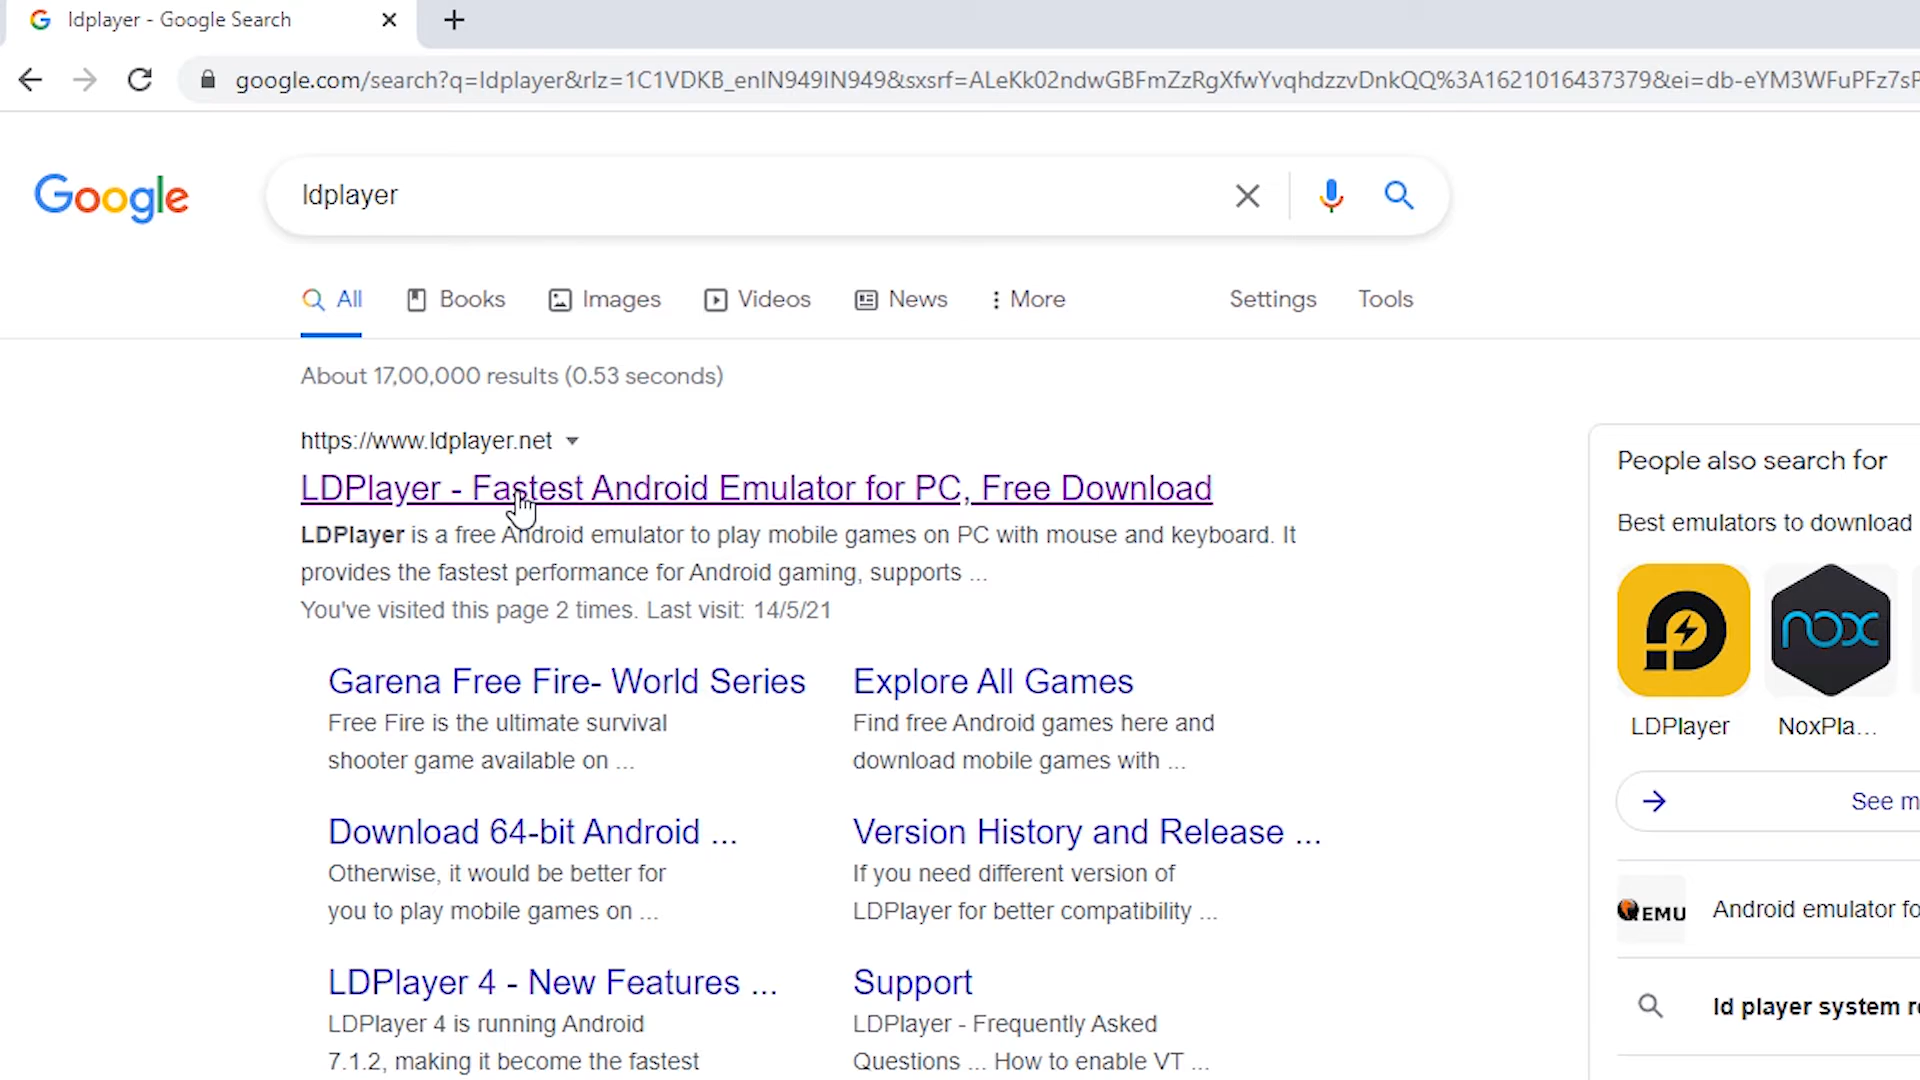 ldplayer - Google Search
google.com/search?q=ldplayer&rlz=1C1VDKB_enIN949IN949&sxsrf=ALeKk02ndwGBFmZzRgXfwYvqhdzzvDnkQQ%3A1621016437379&ei=db-eYM3WFuPFz7sP
Google
ldplayer
All Books Images Videos News More Settings Tools
About 17,00,000 results (0.53 seconds)
https://www.ldplayer.net
LDPlayer - Fastest Android Emulator for PC, Free Download
LDPlayer is a free Android emulator to play mobile games on PC with mouse and keyboard. It
provides the fastest performance for Android gaming, supports ...
You've visited this page 2 times. Last visit: 14/5/21
Garena Free Fire- World Series
Free Fire is the ultimate survival
shooter game available on ...
Explore All Games
Find free Android games here and
download mobile games with ...
Download 64-bit Android ...
Otherwise, it would be better for
you to play mobile games on ...
Version History and Release ...
If you need different version of
LDPlayer for better compatibility ...
LDPlayer 4 - New Features ...
LDPlayer 4 is running Android
7.1.2, making it become the fastest
Support
LDPlayer - Frequently Asked
Questions ... How to enable VT ...
People also search for
Best emulators to download
nox
LDPlayer NoxPla...
See m
QEMU
Android emulator fo
ld player system re